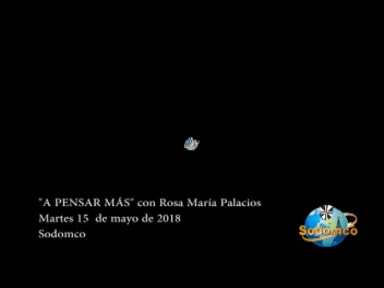 "A PENSAR MÁS" con Rosa María Palacios
Martes 15 de mayo de 2018
Sodomco
Sodomco